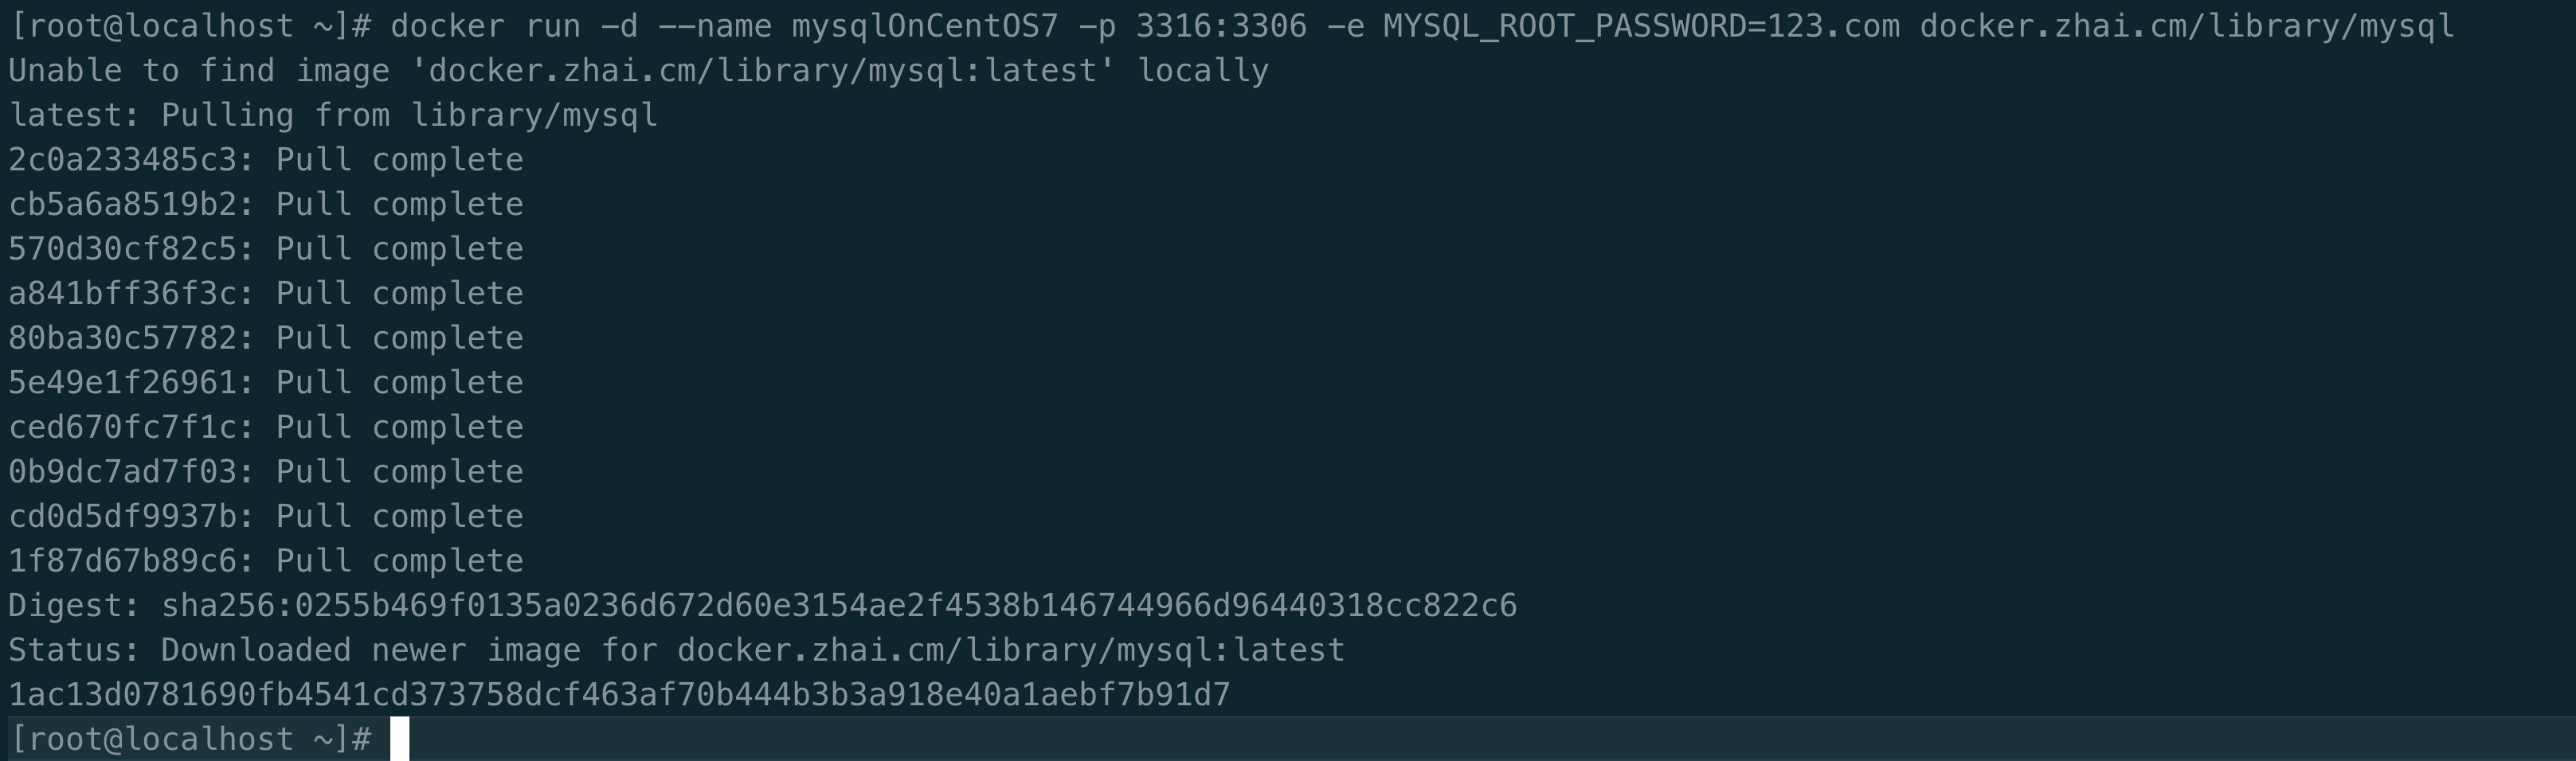 [root@localhost ~]# docker run -d --name mysqlOnCentOS7 -p 3316:3306 -e MYSQL_ROOT_PASSWORD=123.com docker.zhai.cm/library/mysql
Unable to find image 'docker.zhai.cm/library/mysql:latest' locally
latest: Pulling from library/mysql
2c0a233485c3: Pull complete
cb5a6a8519b2: Pull complete
570d30cf82c5: Pull complete
a841bff36f3c: Pull complete
80ba30c57782: Pull complete
5e49e1f26961: Pull complete
ced670fc7f1c: Pull complete
0b9dc7ad7f03: Pull complete
cd0d5df9937b: Pull complete
1f87d67b89c6: Pull complete
Digest: sha256:0255b469f0135a0236d672d60e3154ae2f4538b146744966d96440318cc822c6
Status: Downloaded newer image for docker.zhai.cm/library/mysql:latest
1ac13d0781690fb4541cd373758dcf463af70b444b3b3a918e40a1aebf7b91d7
[root@localhost ~]#